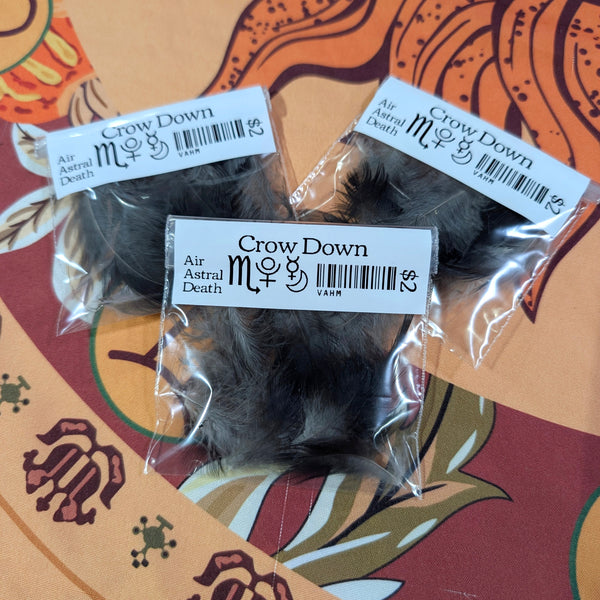 Crow Down
Air
Astral
Death
♏ ♇ ☿ ☾
VAHM
$2
Crow Down
Air
Astral
Death
♏ ♇ ☿ ☾
VAHM
$2
Crow Down
Air
Astral
Death
♏ ♇ ☿ ☾
VAHM
$2